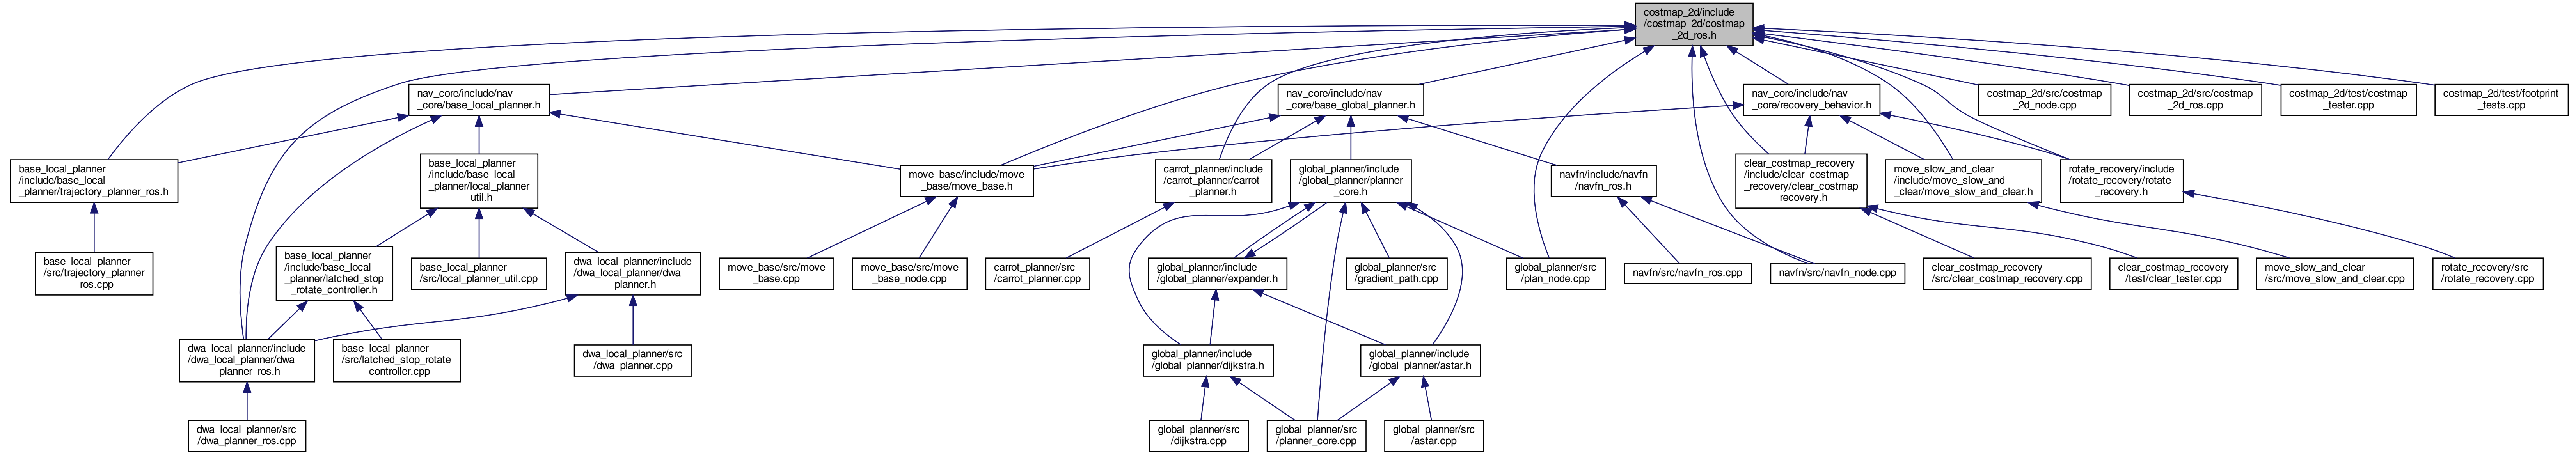 costmap_2d/include
/costmap_2d/costmap
_2d_ros.h
nav_core/include/nav
_core/base_local_planner.h
nav_core/include/nav
_core/base_global_planner.h
nav_core/include/nav
_core/recovery_behavior.h
costmap_2d/src/costmap
_2d_node.cpp
costmap_2d/src/costmap
_2d_ros.cpp
costmap_2d/test/costmap
_tester.cpp
costmap_2d/test/footprint
_tests.cpp
base_local_planner
/include/base_local
_planner/trajectory_planner_ros.h
base_local_planner
/include/base_local
_planner/local_planner
_util.h
move_base/include/move
_base/move_base.h
carrot_planner/include
/carrot_planner/carrot
_planner.h
global_planner/include
/global_planner/planner
_core.h
navfn/include/navfn
/navfn_ros.h
clear_costmap_recovery
/include/clear_costmap
_recovery/clear_costmap
_recovery.h
move_slow_and_clear
/include/move_slow_and
_clear/move_slow_and_clear.h
rotate_recovery/include
/rotate_recovery/rotate
_recovery.h
base_local_planner
/src/trajectory_planner
_ros.cpp
base_local_planner
/include/base_local
_planner/latched_stop
_rotate_controller.h
base_local_planner
/src/local_planner_util.cpp
dwa_local_planner/include
/dwa_local_planner/dwa
_planner.h
move_base/src/move
_base.cpp
move_base/src/move
_base_node.cpp
carrot_planner/src
/carrot_planner.cpp
global_planner/include
/global_planner/expander.h
global_planner/src
/gradient_path.cpp
global_planner/src
/plan_node.cpp
navfn/src/navfn_ros.cpp
navfn/src/navfn_node.cpp
clear_costmap_recovery
/src/clear_costmap_recovery.cpp
clear_costmap_recovery
/test/clear_tester.cpp
move_slow_and_clear
/src/move_slow_and_clear.cpp
rotate_recovery/src
/rotate_recovery.cpp
dwa_local_planner/include
/dwa_local_planner/dwa
_planner_ros.h
base_local_planner
/src/latched_stop_rotate
_controller.cpp
dwa_local_planner/src
/dwa_planner.cpp
global_planner/include
/global_planner/dijkstra.h
global_planner/include
/global_planner/astar.h
dwa_local_planner/src
/dwa_planner_ros.cpp
global_planner/src
/dijkstra.cpp
global_planner/src
/planner_core.cpp
global_planner/src
/astar.cpp